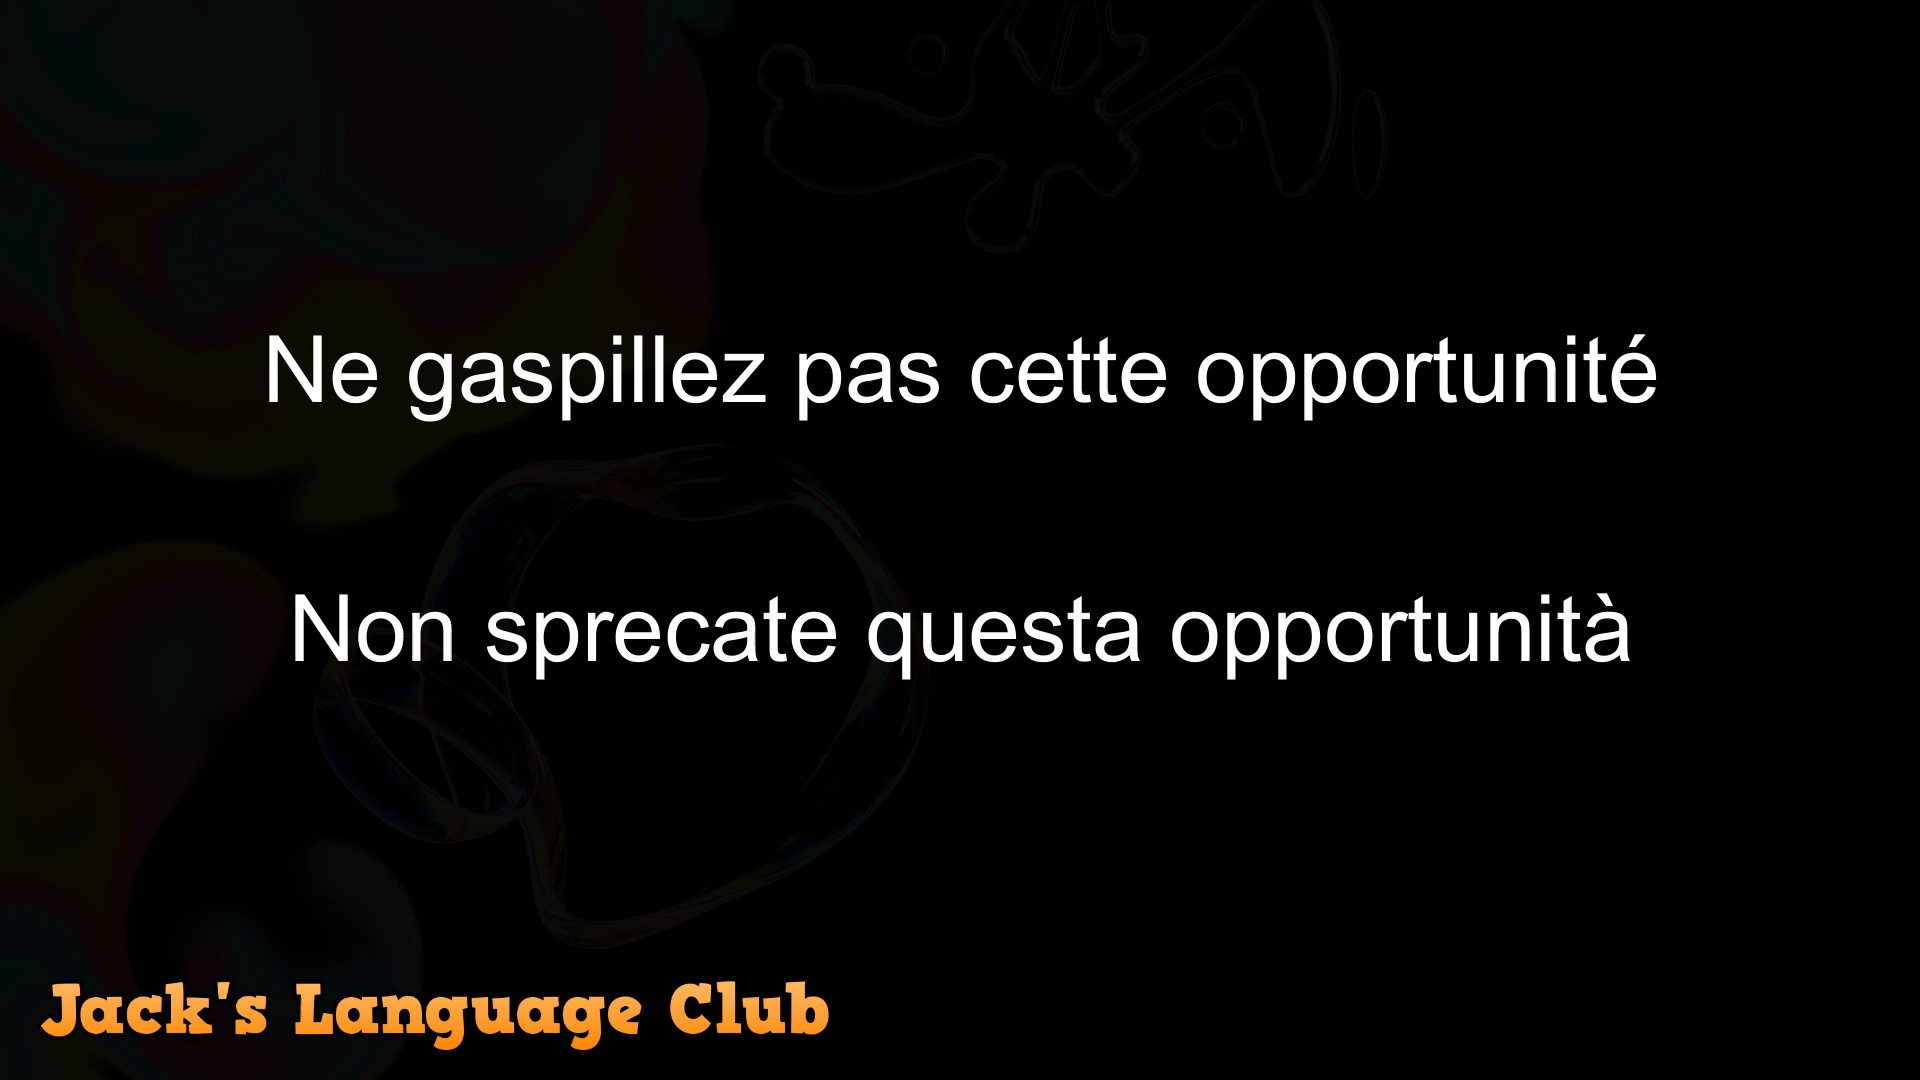 Ne gaspillez pas cette opportunité
Non sprecate questa opportunità
Jack's Language Club